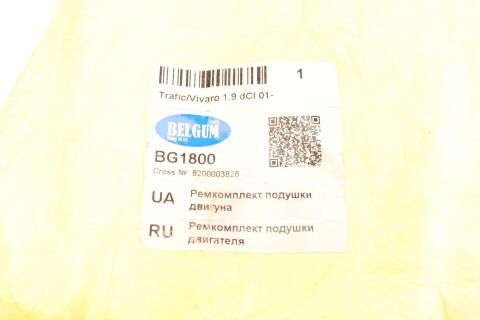 1
Trafic/Vivaro 1.9 dCI 01-
BELGUM
BG1800
Cross №: 8200003826
UA Ремкомплект подушки
двигуна
RU Ремкомплект подушки
двигателя